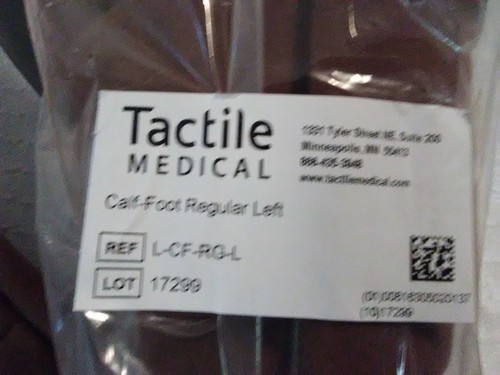 Tactile
MEDICAL
1331 Tyler Street NE, Suite 200
Minneapolis, MN 55413
www.tactilemedical.com
Calf-Foot Regular Left
REF L-CF-RG-L
LOT 17299
(10)17299